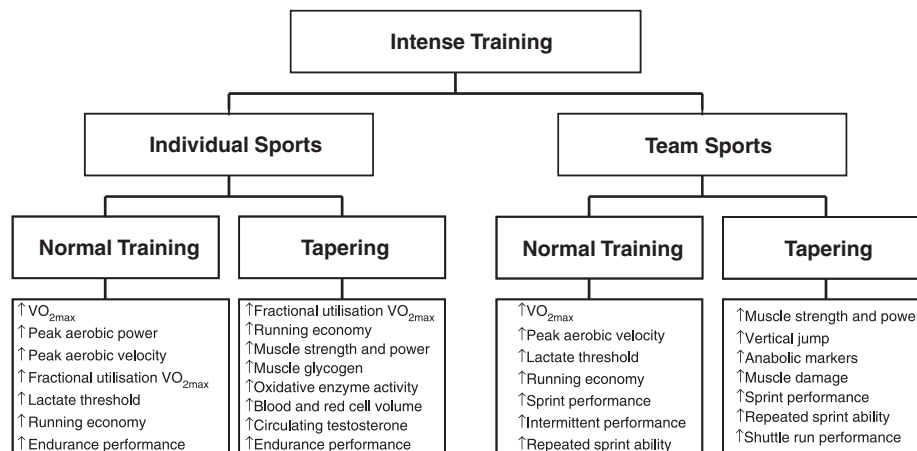 Intense Training
Individual Sports
Team Sports
Normal Training
Tapering
Normal Training
Tapering
↑VO2max
↑Peak aerobic power
↑Peak aerobic velocity
↑Fractional utilisation VO2max
↑Lactate threshold
↑Running economy
↑Endurance performance
↑Fractional utilisation VO2max
↑Running economy
↑Muscle strength and power
↑Muscle glycogen
↑Oxidative enzyme activity
↑Blood and red cell volume
↑Circulating testosterone
↑Endurance performance
↑VO2max
↑Peak aerobic velocity
↑Lactate threshold
↑Running economy
↑Sprint performance
↑Intermittent performance
↑Repeated sprint ability
↑Muscle strength and power
↑Vertical jump
↑Anabolic markers
↑Muscle damage
↑Sprint performance
↑Repeated sprint ability
↑Shuttle run performance